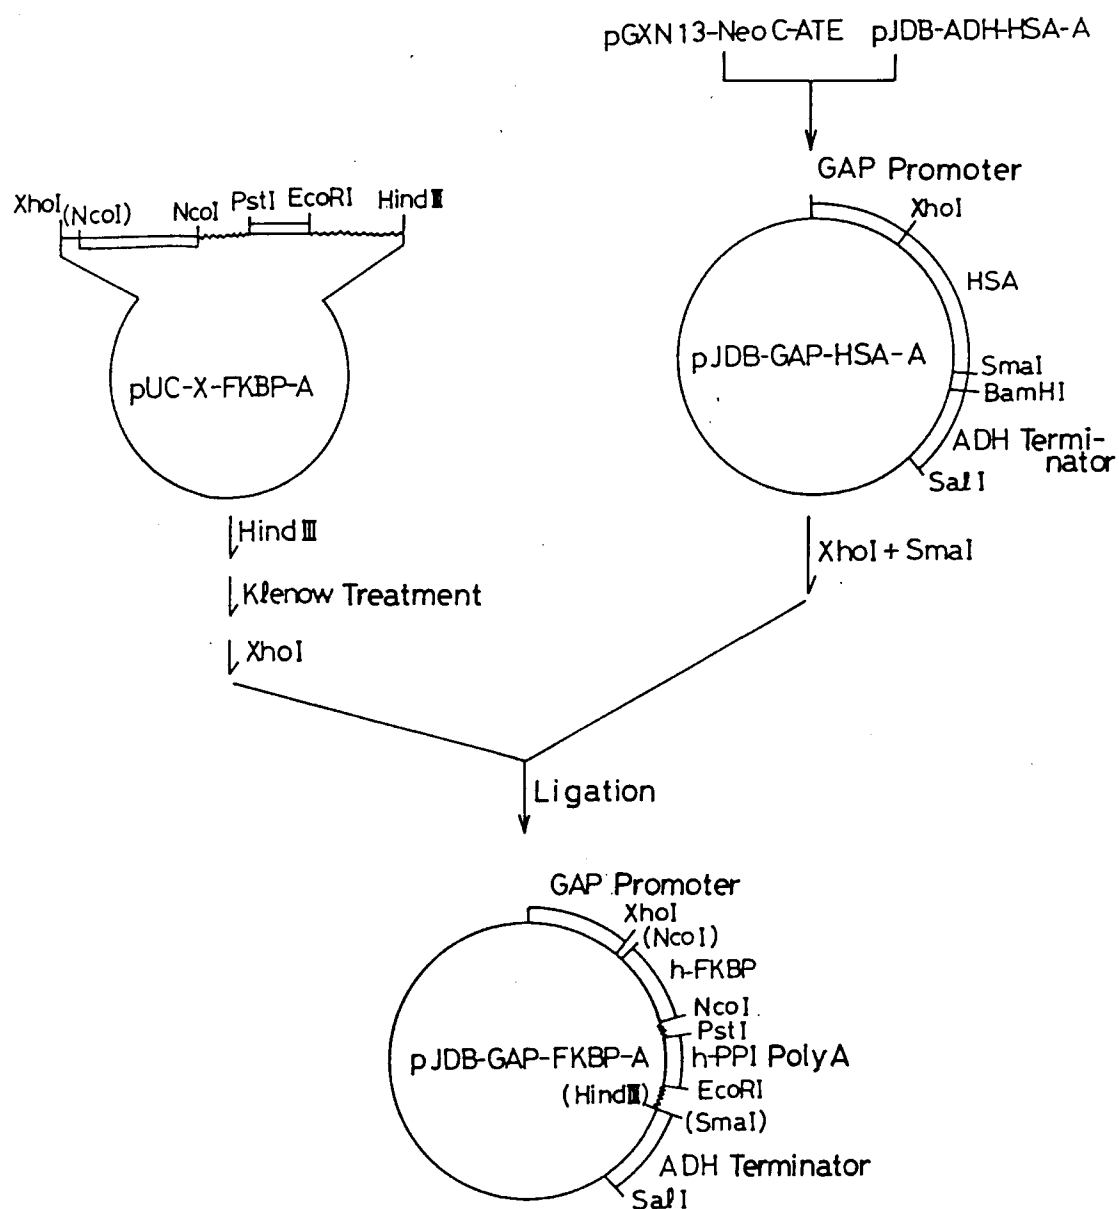 pGXN13-NeoC-ATE pJDB-ADH-HSA-A
GAP Promoter
XhoI
HSA
pJDB-GAP-HSA-A
SmaI
BamHI
ADH Termi-
nator
SalI
XhoI + SmaI
XhoI (NcoI) NcoI PstI EcoRI HindⅢ
pUC-X-FKBP-A
HindⅢ
Klenow Treatment
XhoI
Ligation
GAP Promoter
XhoI
(NcoI)
h-FKBP
NcoI
PstI
pJDB-GAP-FKBP-A
h-PPI PolyA
(HindⅢ)
EcoRI
(SmaI)
ADH Terminator
SalI